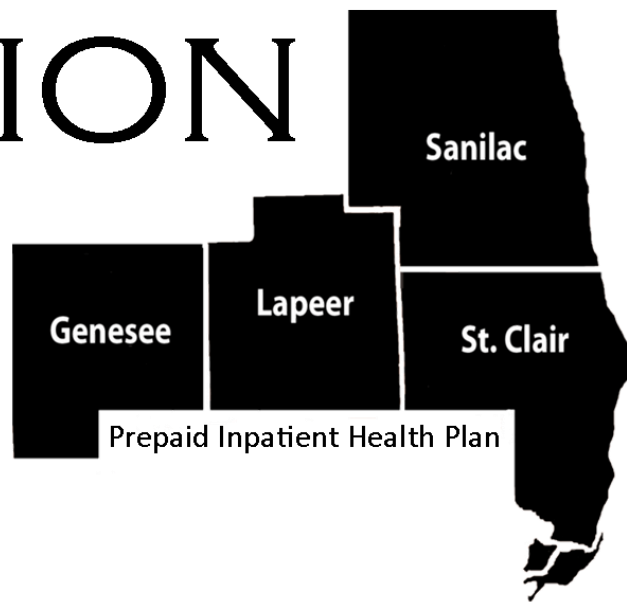 ION
Sanilac
Lapeer
Genesee
St. Clair
Prepaid Inpatient Health Plan